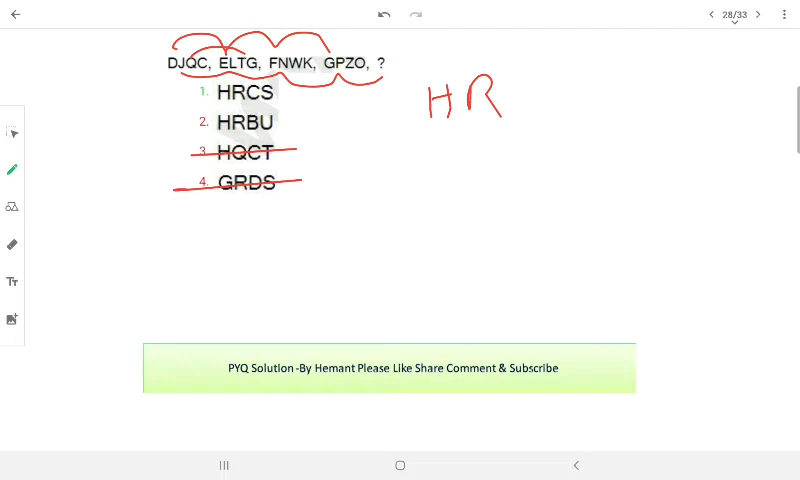 28/33
DJQC, ELTG, FNWK, GPZO, ?
1. HRCS
2. HRBU
3. HQCT
4. GRDS
HR
Tт
PYQ Solution -By Hemant Please Like Share Comment & Subscribe